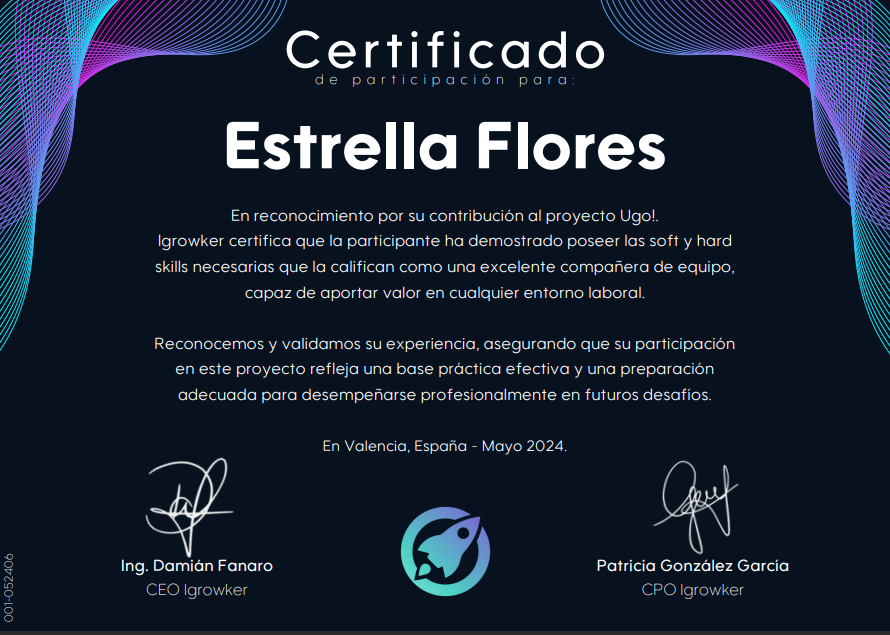 Certificado
de participación para:
Estrella Flores
En reconocimiento por su contribución al proyecto Ugo!.
Igrowker certifica que la participante ha demostrado poseer las soft y hard
skills necesarias que la califican como una excelente compañera de equipo,
capaz de aportar valor en cualquier entorno laboral.
Reconocemos y validamos su experiencia, asegurando que su participación
en este proyecto refleja una base práctica efectiva y una preparación
adecuada para desempeñarse profesionalmente en futuros desafíos.
En Valencia, España - Mayo 2024.
Ing. Damián Fanaro
CEO Igrowker
Patricia González García
CPO Igrowker
001-052406